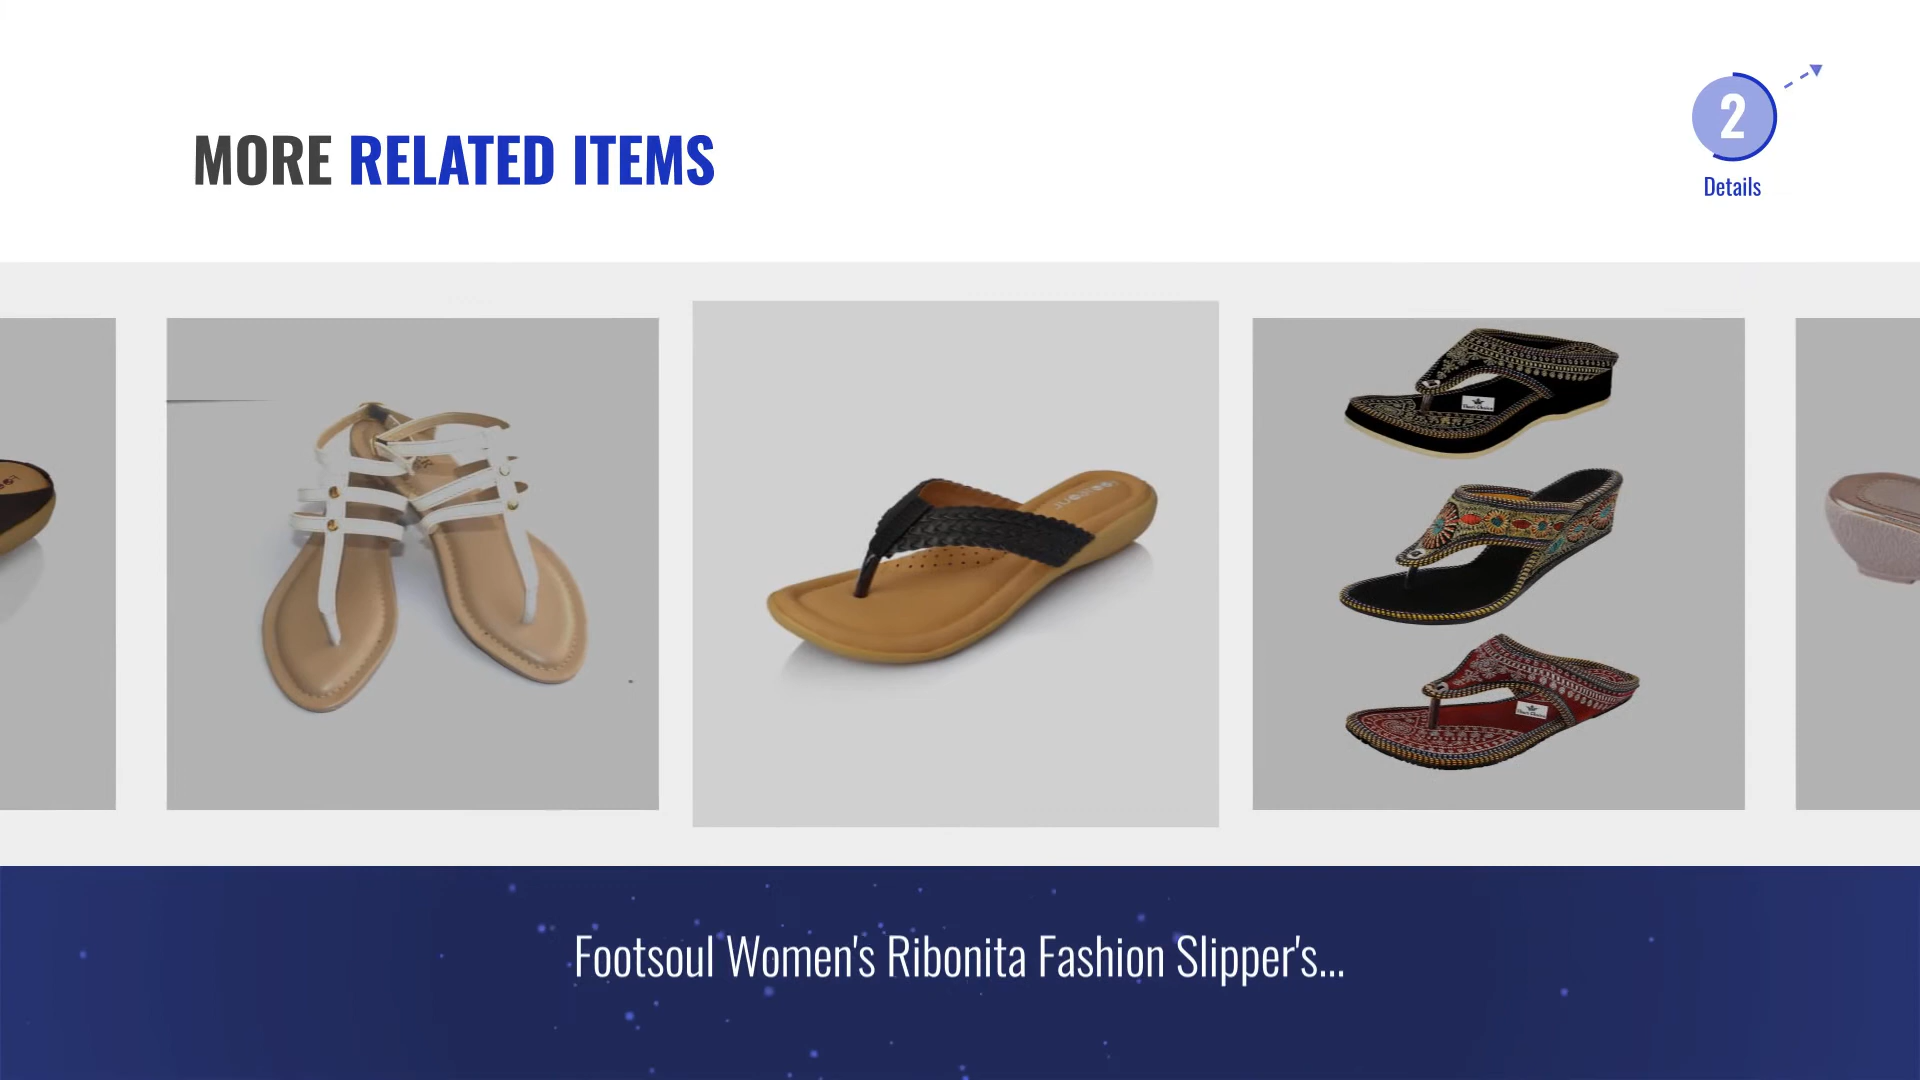 MORE RELATED ITEMS
2
Details
Footsoul Women's Ribonita Fashion Slipper's...